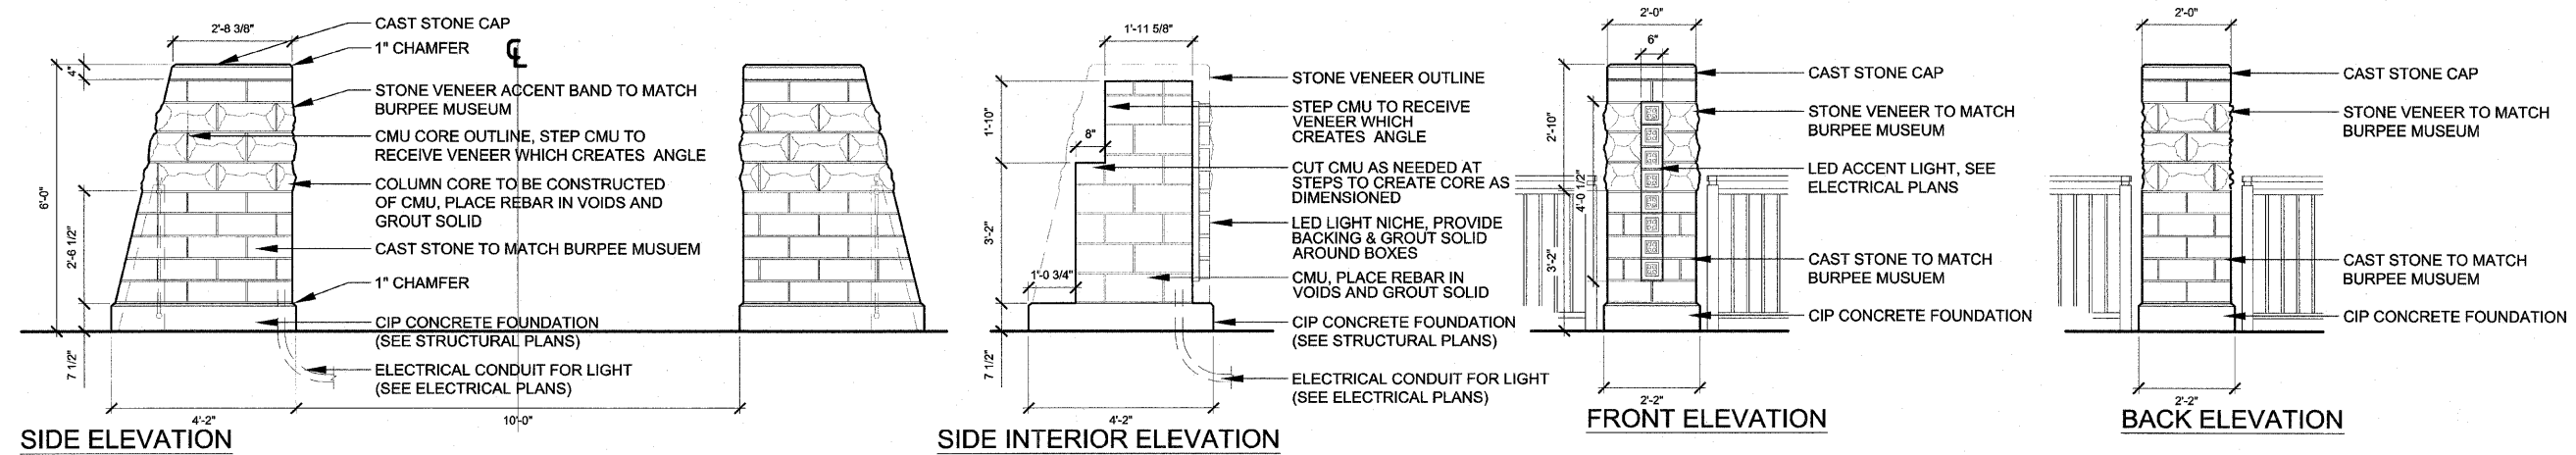 2'-8 3/8"
CAST STONE CAP
1" CHAMFER
CL
4"
STONE VENEER ACCENT BAND TO MATCH
BURPEE MUSEUM
CMU CORE OUTLINE, STEP CMU TO
RECEIVE VENEER WHICH CREATES ANGLE
COLUMN CORE TO BE CONSTRUCTED
OF CMU, PLACE REBAR IN VOIDS AND
GROUT SOLID
6'-0"
2'-6 1/2"
CAST STONE TO MATCH BURPEE MUSUEM
1" CHAMFER
CIP CONCRETE FOUNDATION
(SEE STRUCTURAL PLANS)
7 1/2"
ELECTRICAL CONDUIT FOR LIGHT
(SEE ELECTRICAL PLANS)
4'-2"
10'-0"
SIDE ELEVATION
1'-11 5/8"
STONE VENEER OUTLINE
STEP CMU TO RECEIVE
VENEER WHICH
CREATES ANGLE
1'-10"
8"
CUT CMU AS NEEDED AT
STEPS TO CREATE CORE AS
DIMENSIONED
3'-2"
LED LIGHT NICHE, PROVIDE
BACKING & GROUT SOLID
AROUND BOXES
1'-0 3/4"
CMU, PLACE REBAR IN
VOIDS AND GROUT SOLID
CIP CONCRETE FOUNDATION
(SEE STRUCTURAL PLANS)
7 1/2"
ELECTRICAL CONDUIT FOR LIGHT
(SEE ELECTRICAL PLANS)
4'-2"
SIDE INTERIOR ELEVATION
2'-0"
6"
CAST STONE CAP
STONE VENEER TO MATCH
BURPEE MUSEUM
2'-10"
LED ACCENT LIGHT, SEE
ELECTRICAL PLANS
4'-0 1/2"
3'-2"
CAST STONE TO MATCH
BURPEE MUSUEM
CIP CONCRETE FOUNDATION
2'-2"
FRONT ELEVATION
2'-0"
CAST STONE CAP
STONE VENEER TO MATCH
BURPEE MUSEUM
CAST STONE TO MATCH
BURPEE MUSUEM
CIP CONCRETE FOUNDATION
2'-2"
BACK ELEVATION